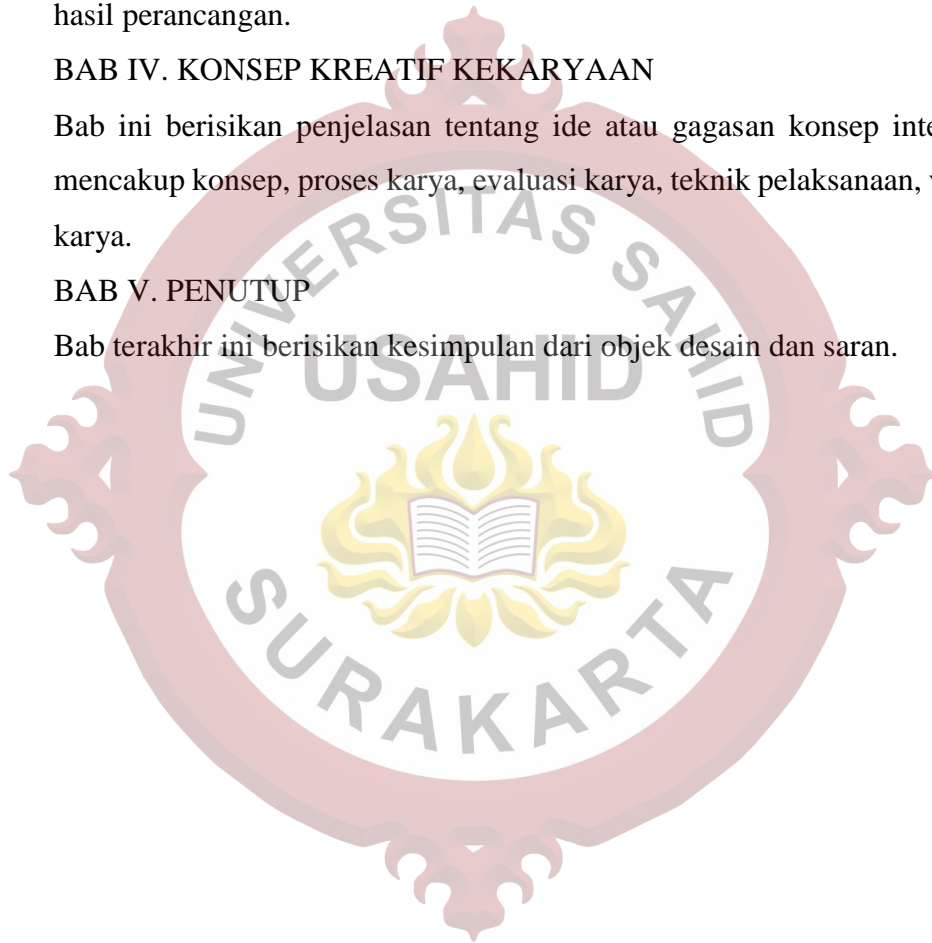 hasil perancangan.
BAB IV. KONSEP KREATIF KEKARYAAN
Bab ini berisikan penjelasan tentang ide atau gagasan konsep
mencakup konsep, proses karya, evaluasi karya, teknik pelaksanaan,
karya.
BAB V. PENUTUP
Bab terakhir ini berisikan kesimpulan dari objek desain dan saran.
UNIVERSITAS SAHID
USAHID
SURAKARTA